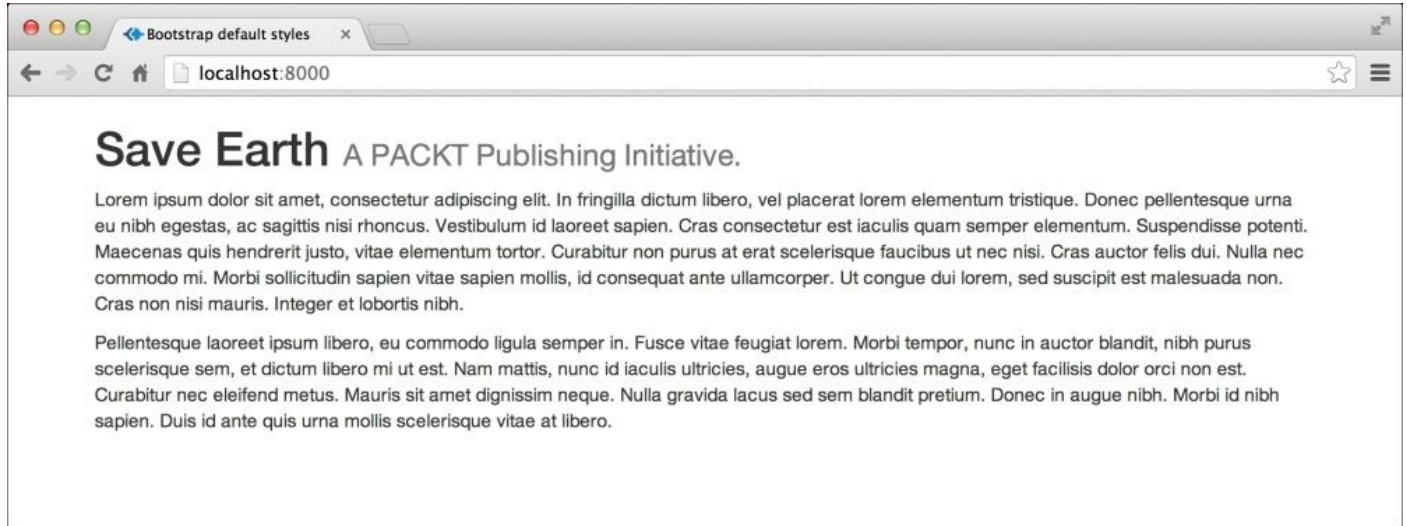 Bootstrap default styles
localhost:8000
Save Earth A PACKT Publishing Initiative.
Lorem ipsum dolor sit amet, consectetur adipiscing elit. In fringilla dictum libero, vel placerat lorem elementum tristique. Donec pellentesque urna
eu nibh egestas, ac sagittis nisi rhoncus. Vestibulum id laoreet sapien. Cras consectetur est iaculis quam semper elementum. Suspendisse potenti.
Maecenas quis hendrerit justo, vitae elementum tortor. Curabitur non purus at erat scelerisque faucibus ut nec nisi. Cras auctor felis dui. Nulla nec
commodo mi. Morbi sollicitudin sapien vitae sapien mollis, id consequat ante ullamcorper. Ut congue dui lorem, sed suscipit est malesuada non.
Cras non nisi mauris. Integer et lobortis nibh.
Pellentesque laoreet ipsum libero, eu commodo ligula semper in. Fusce vitae feugiat lorem. Morbi tempor, nunc in auctor blandit, nibh purus
scelerisque sem, et dictum libero mi ut est. Nam mattis, nunc id iaculis ultricies, augue eros ultricies magna, eget facilisis dolor orci non est.
Curabitur nec eleifend metus. Mauris sit amet dignissim neque. Nulla gravida lacus sed sem blandit pretium. Donec in augue nibh. Morbi id nibh
sapien. Duis id ante quis urna mollis scelerisque vitae at libero.